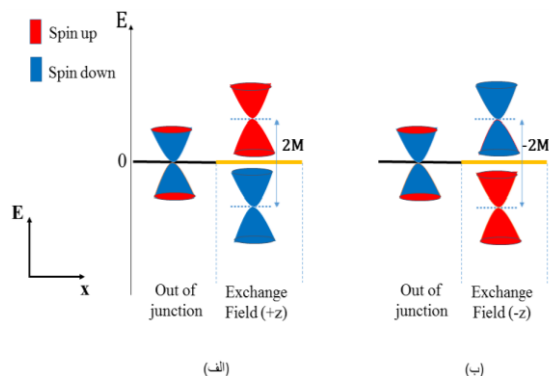 Spin up
Spin down
E
0
2M
-2M
E
x
Out of
junction
Exchange
Field (+z)
Out of
junction
Exchange
Field (-z)
(الف)
(ب)